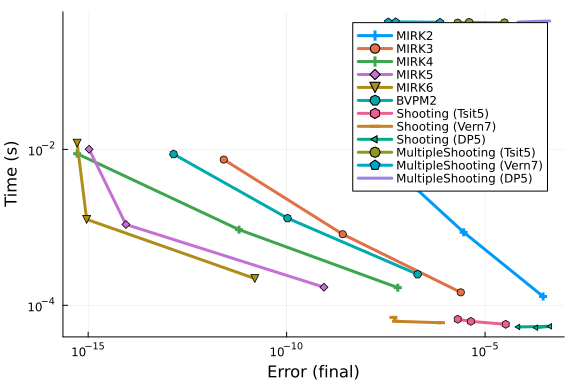 MIRK2
MIRK3
MIRK4
MIRK5
MIRK6
BVPM2
Shooting (Tsit5)
Shooting (Vern7)
Shooting (DP5)
MultipleShooting (Tsit5)
MultipleShooting (Vern7)
MultipleShooting (DP5)
Time (s)
10⁻²
10⁻⁴
10⁻¹⁵
10⁻¹⁰
10⁻⁵
Error (final)